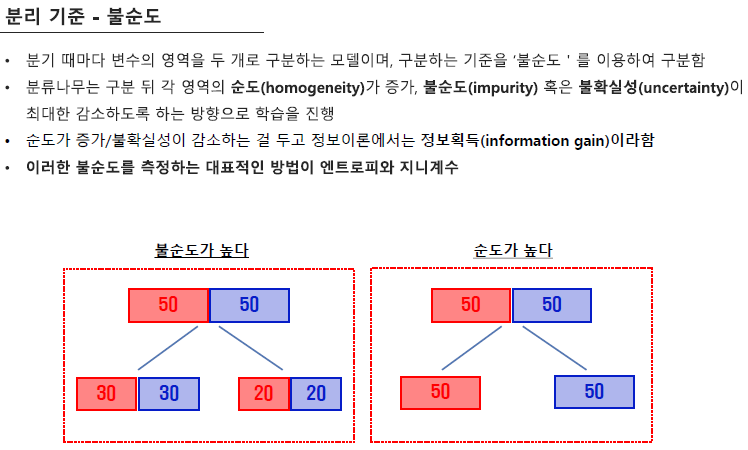 분리 기준 - 불순도
• 분기 때마다 변수의 영역을 두 개로 구분하는 모델이며, 구분하는 기준을 '불순도 ' 를 이용하여 구분함
• 분류나무는 구분 뒤 각 영역의 순도(homogeneity)가 증가, 불순도(impurity) 혹은 불확실성(uncertainty)이
최대한 감소하도록 하는 방향으로 학습을 진행
• 순도가 증가/불확실성이 감소하는 걸 두고 정보이론에서는 정보획득(information gain)이라함
• 이러한 불순도를 측정하는 대표적인 방법이 엔트로피와 지니계수
불순도가 높다
50 50
30 30 20 20
순도가 높다
50 50
50 50